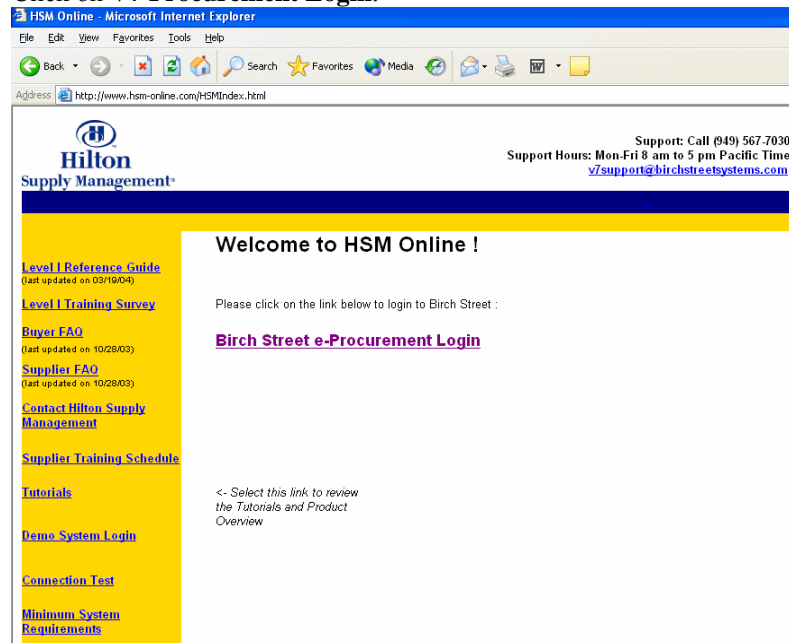 Click on V7 Procurement Login.
HSM Online - Microsoft Internet Explorer
File Edit View Favorites Tools Help
Back Search Favorites Media
Address http://www.hsm-online.com/HSMIndex.html
Hilton
Supply Management
Support: Call (949) 567-7030
Support Hours: Mon-Fri 8 am to 5 pm Pacific Time
v7support@birchstreetsystems.com
Welcome to HSM Online !
Level I Reference Guide
(last updated on 03/19/04)
Level I Training Survey
Please click on the link below to login to Birch Street :
Buyer FAQ
(last updated on 10/28/03)
Birch Street e-Procurement Login
Supplier FAQ
(last updated on 10/28/03)
Contact Hilton Supply
Management
Supplier Training Schedule
Tutorials
<- Select this link to review
the Tutorials and Product
Overview
Demo System Login
Connection Test
Minimum System
Requirements